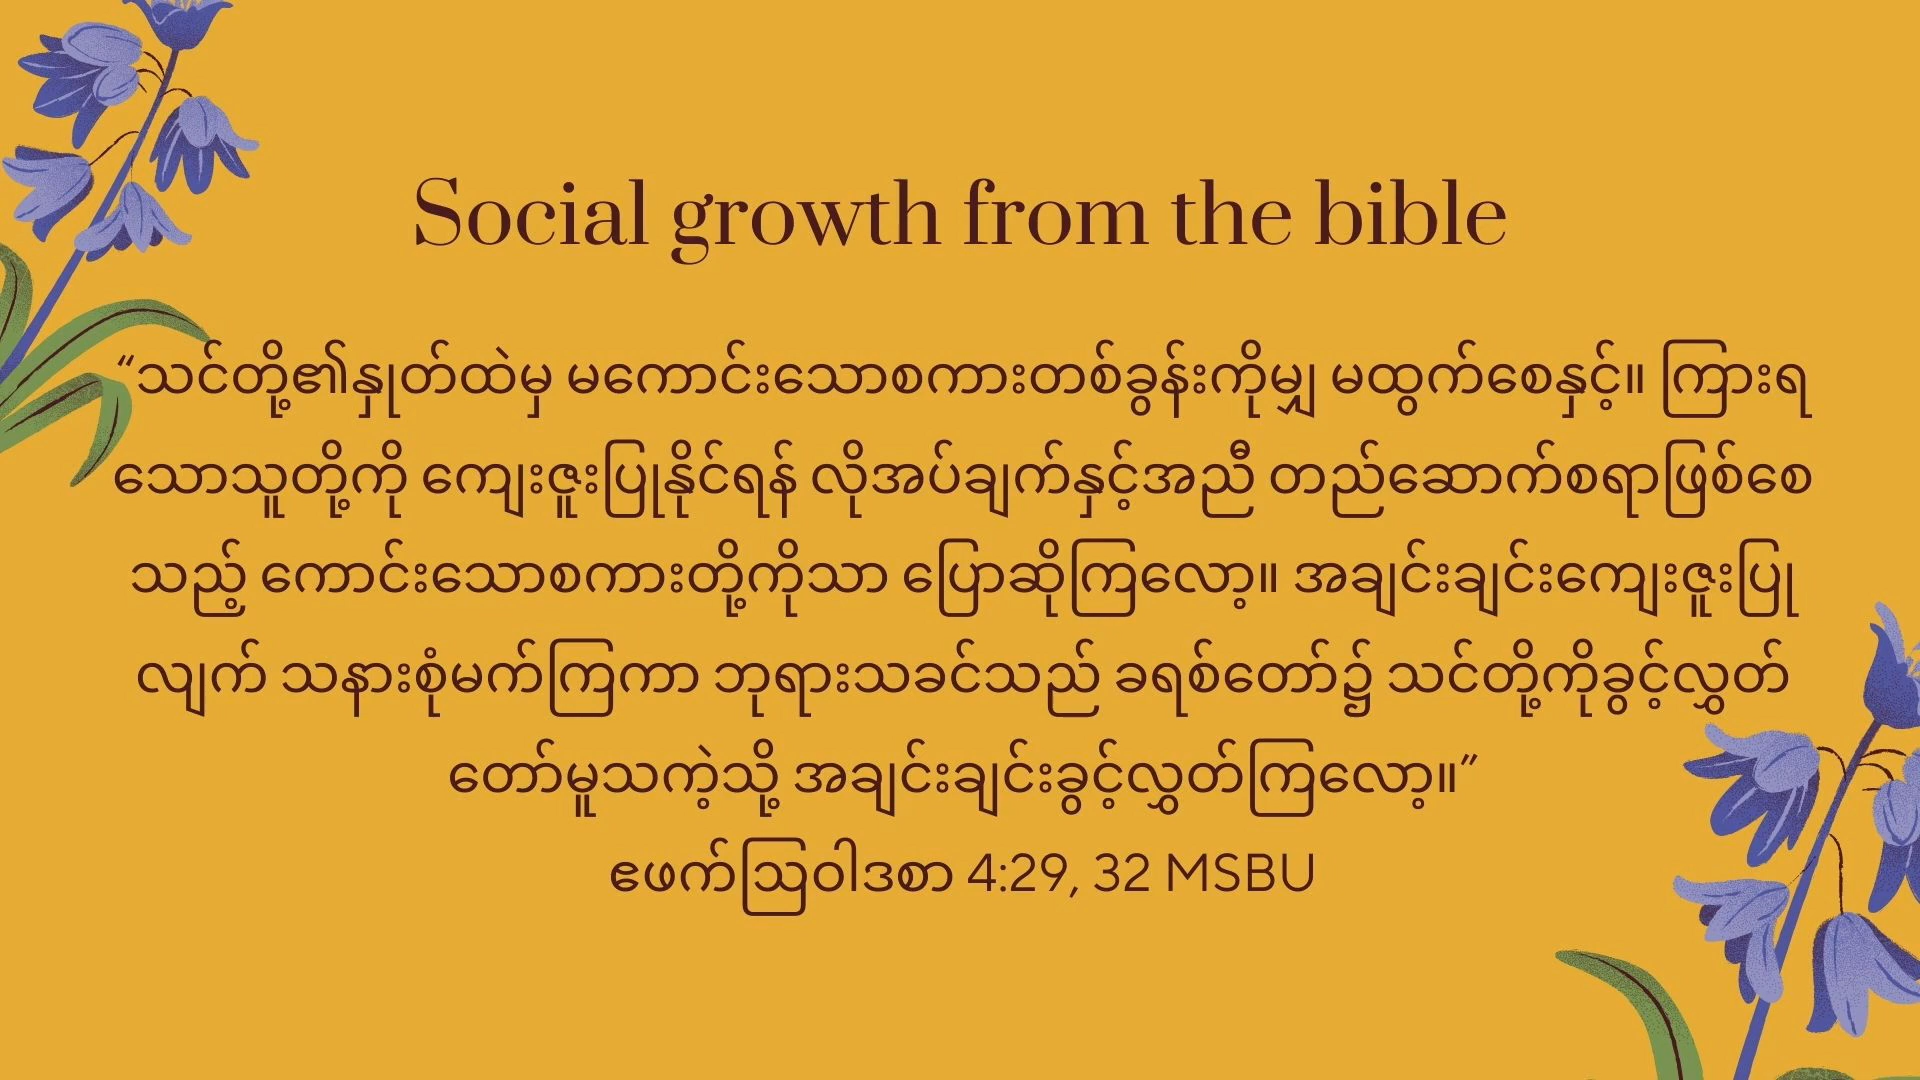 Social growth from the bible
“သင်တို့၏နှုတ်ထဲမှ မကောင်းသောစကားတစ်ခွန်းကိုမျှ မထွက်စေနှင့်။ ကြားရ
သောသူတို့ကို ကျေးဇူးပြုနိုင်ရန် လိုအပ်ချက်နှင့်အညီ တည်ဆောက်စရာဖြစ်စေ
သည့် ကောင်းသောစကားတို့ကိုသာ ပြောဆိုကြလော့။ အချင်းချင်းကျေးဇူးပြု
လျက် သနားစုံမက်ကြကာ ဘုရားသခင်သည် ခရစ်တော်၌ သင်တို့ကိုခွင့်လွှတ်
တော်မူသကဲ့သို့ အချင်းချင်းခွင့်လွှတ်ကြလော့။”
ဧဖက်ဩဝါဒစာ 4:29, 32 MSBU